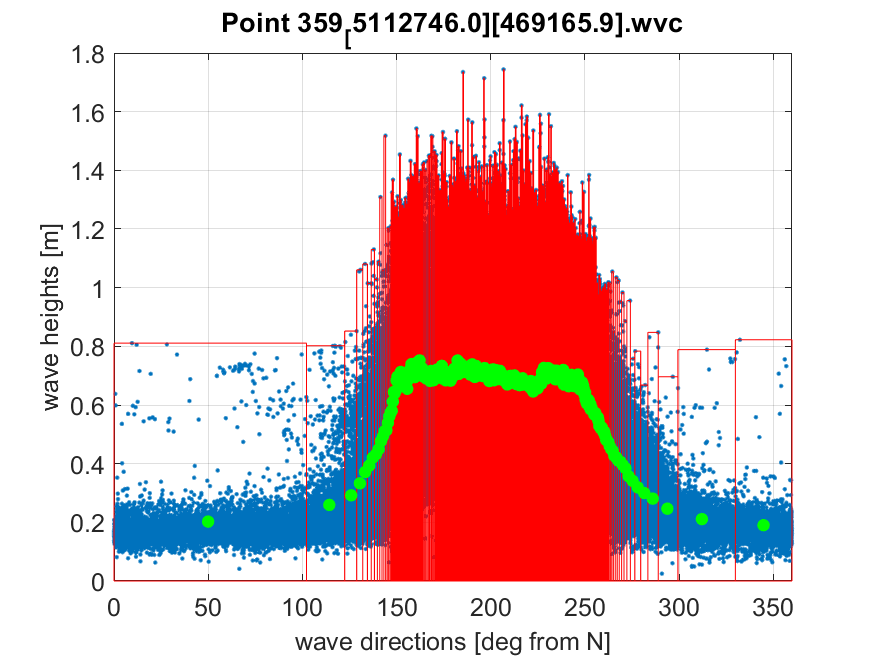 Point 359[5112746.0][469165.9].wvc
1.8
1.6
1.4
1.2
1
0.8
0.6
0.4
0.2
0
wave heights [m]
0 50 100 150 200 250 300 350
wave directions [deg from N]